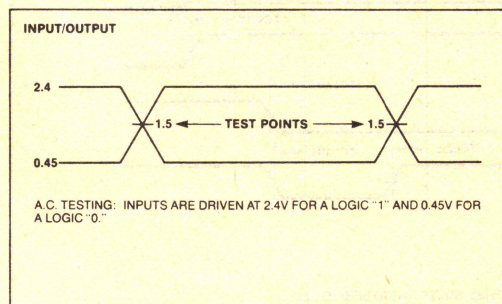 INPUT/OUTPUT
2.4
1.5 TEST POINTS 1.5
0.45
A.C. TESTING: INPUTS ARE DRIVEN AT 2.4V FOR A LOGIC "1" AND 0.45V FOR
A LOGIC "0."